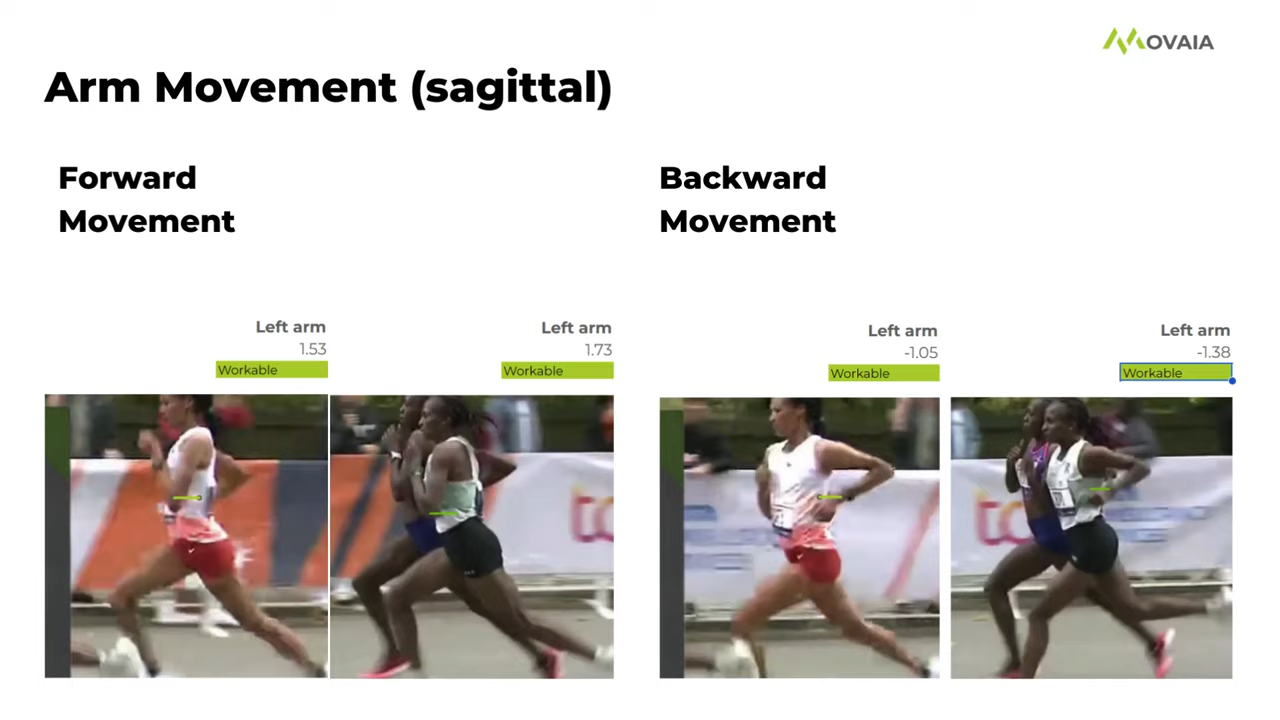 MOVAIA
Arm Movement (sagittal)
Forward
Movement
Backward
Movement
Left arm
1.53
Workable
Left arm
1.73
Workable
Left arm
-1.05
Workable
Left arm
-1.38
Workable